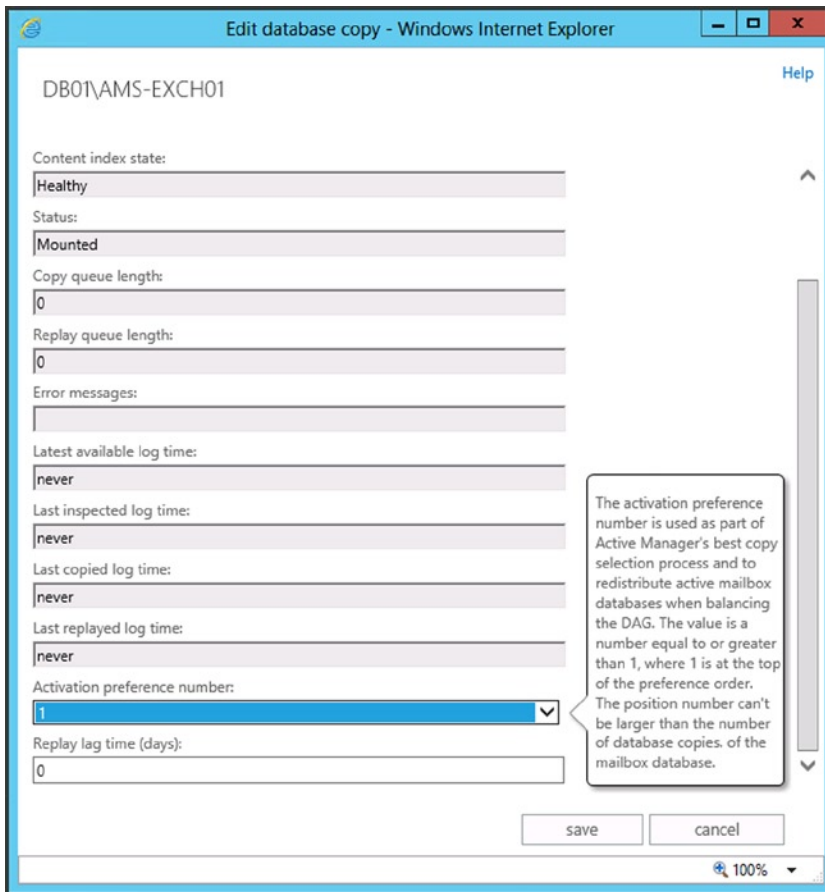 Edit database copy - Windows Internet Explorer
Help
DB01\AMS-EXCH01
Content index state:
Healthy
Status:
Mounted
Copy queue length:
0
Replay queue length:
0
Error messages:
Latest available log time:
never
Last inspected log time:
never
Last copied log time:
never
Last replayed log time:
never
Activation preference number:
1
Replay lag time (days):
0
The activation preference
number is used as part of
Active Manager's best copy
selection process and to
redistribute active mailbox
databases when balancing
the DAG. The value is a
number equal to or greater
than 1, where 1 is at the top
of the preference order.
The position number can't
be larger than the number
of database copies. of the
mailbox database.
save
cancel
100%